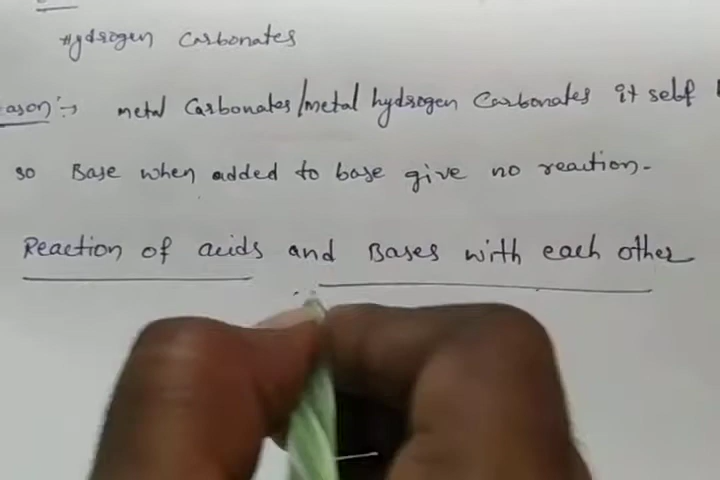 Hydrogen Carbonates
eason :→ metal Carbonates/metal hydrogen Carbonates it self
so Base when added to base give no reaction.
Reaction of acids and Bases with each other